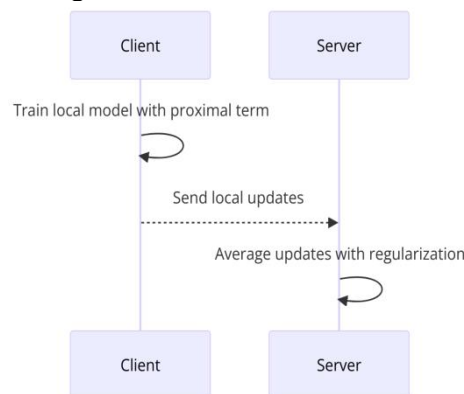 Client Server
Train local model with proximal term
Send local updates
Average updates with regularization
Client Server